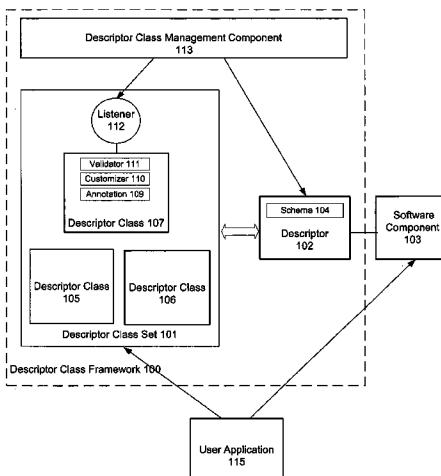 Descriptor Class Management Component
113
Listener
112
Validator 111
Customizer 110
Annotation 109
Descriptor Class 107
Schema 104
Descriptor
102
Software
Component
103
Descriptor Class
105
Descriptor Class
106
Descriptor Class Set 101
Descriptor Class Framework 100
User Application
115